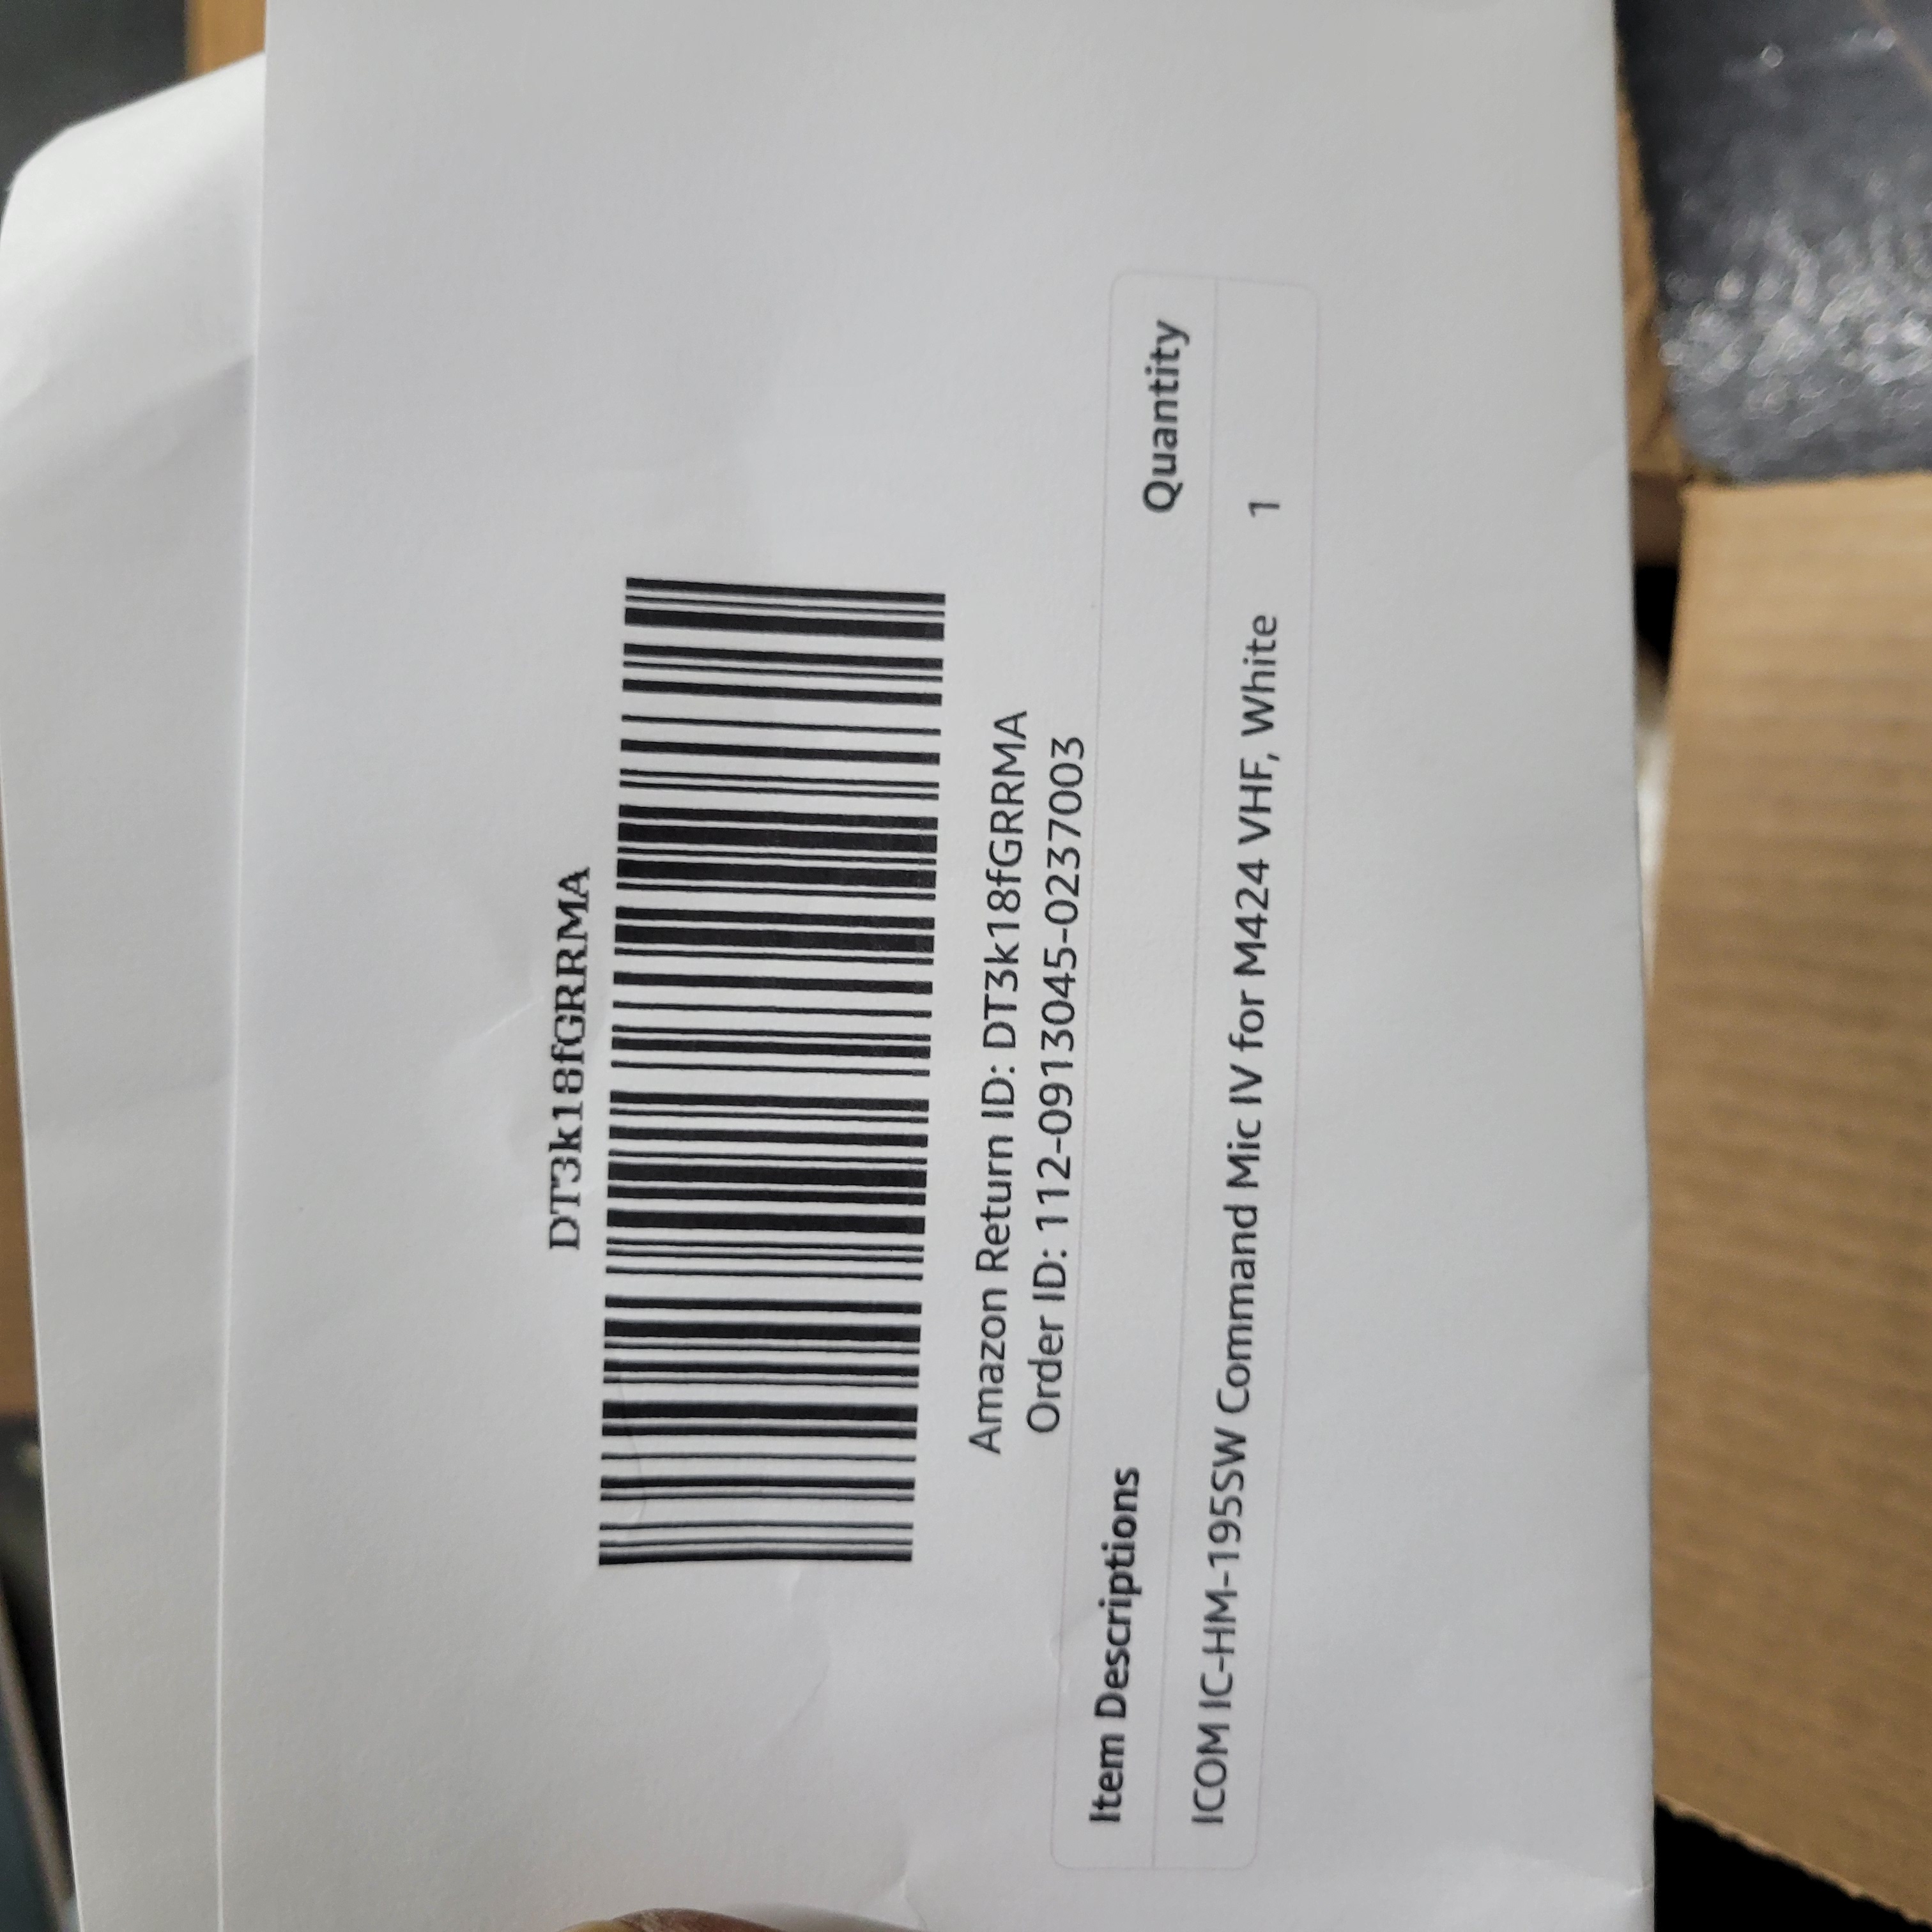 DT3k18fGRRMA
Amazon Return ID: DT3k18fGRRMA
Order ID: 112-0913045-0237003
Item Descriptions Quantity
ICOM IC-HM-195SW Command Mic IV for M424 VHF, White 1